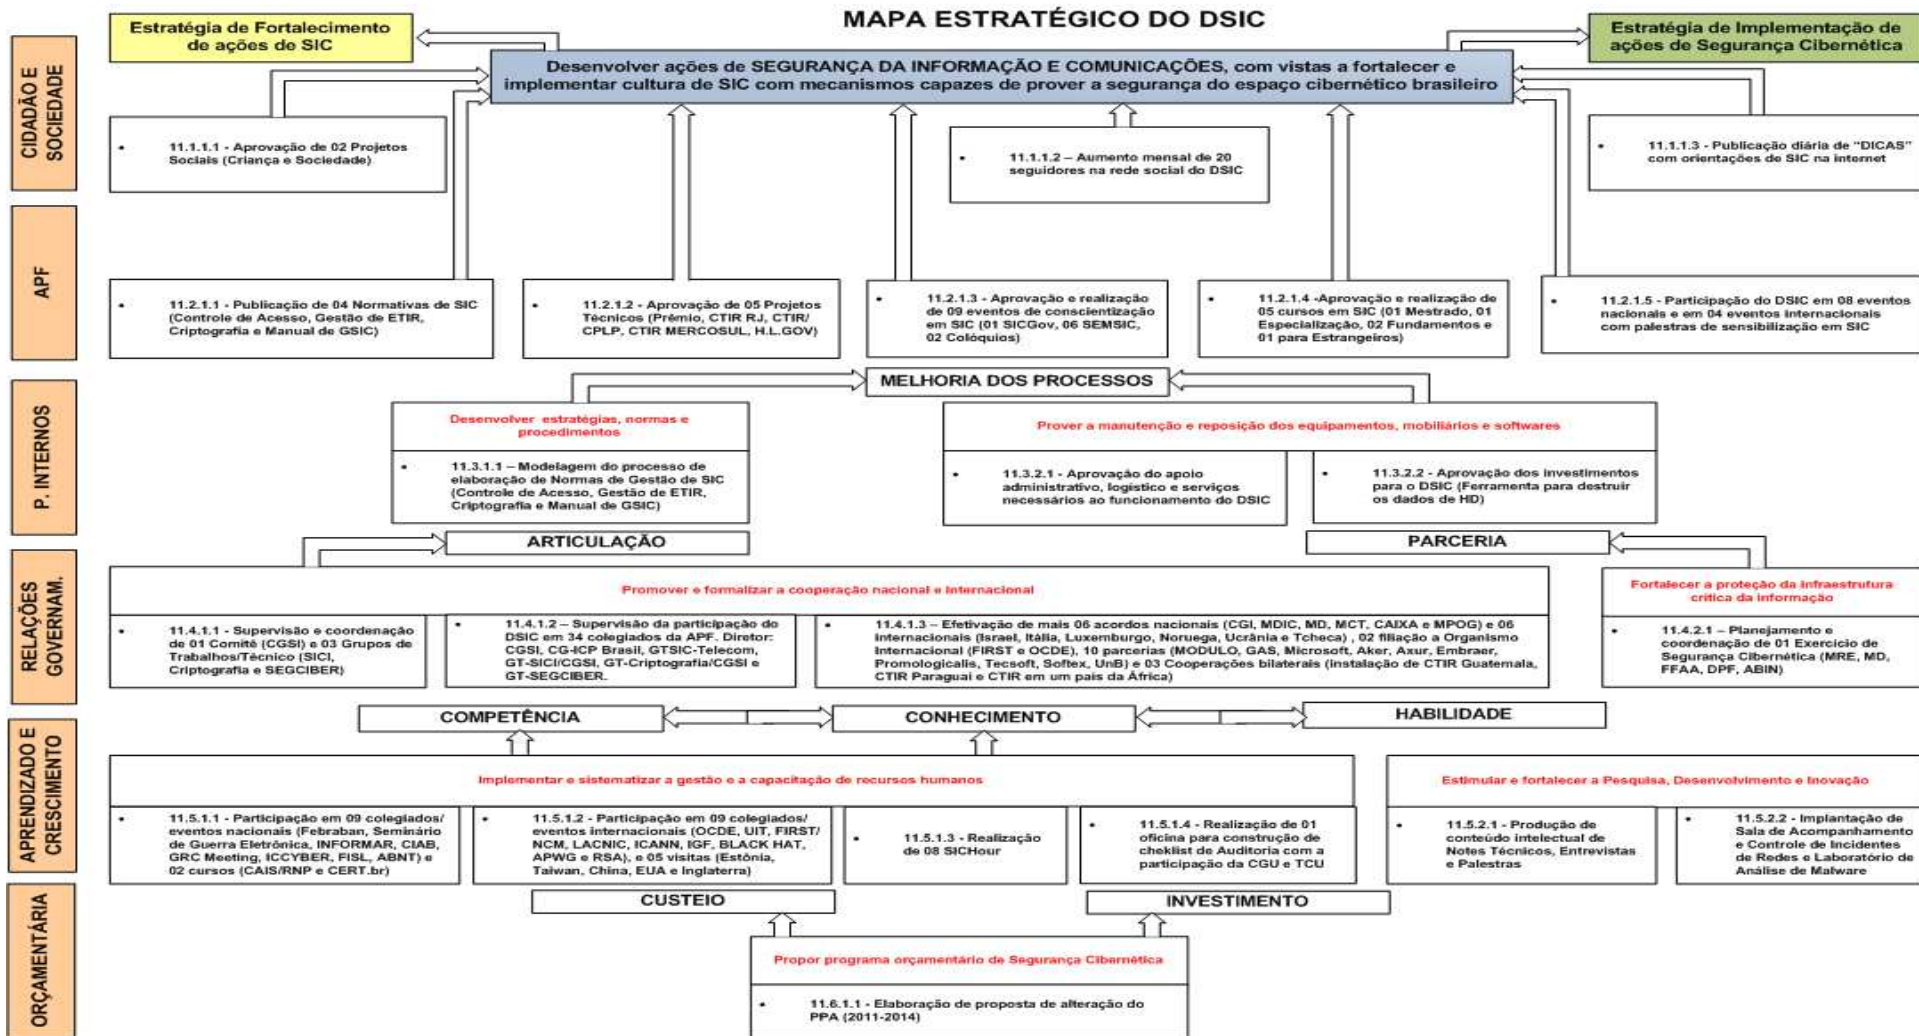 MAPA ESTRATÉGICO DO DSIC
Estratégia de Fortalecimento
de ações de SIC
Estratégia de Implementação de
ações de Segurança Cibernética
Desenvolver ações de SEGURANÇA DA INFORMAÇÃO E COMUNICAÇÕES, com vistas a fortalecer e
implementar cultura de SIC com mecanismos capazes de prover a segurança do espaço cibernético brasileiro
CIDADÃO E
SOCIEDADE
• 11.1.1.1 - Aprovação de 02 Projetos
Sociais (Criança e Sociedade)
• 11.1.1.2 – Aumento mensal de 20
seguidores na rede social do DSIC
• 11.1.1.3 - Publicação diária de "DICAS"
com orientações de SIC na internet
APF
• 11.2.1.1 - Publicação de 04 Normativas de SIC
(Controle de Acesso, Gestão de ETIR,
Criptografia e Manual de GSIC)
• 11.2.1.2 - Aprovação de 05 Projetos
Técnicos (Prêmio, CTIR RJ, CTIR/
CPLP, CTIR MERCOSUL, H.L.GOV)
• 11.2.1.3 - Aprovação e realização
de 09 eventos de conscientização
em SIC (01 SICGov, 06 SEMSIC,
02 Colóquios)
• 11.2.1.4 -Aprovação e realização de
05 cursos em SIC (01 Mestrado, 01
Especialização, 02 Fundamentos e
01 para Estrangeiros)
• 11.2.1.5 - Participação do DSIC em 08 eventos
nacionais e em 04 eventos internacionais
com palestras de sensibilização em SIC
P. INTERNOS
MELHORIA DOS PROCESSOS
Desenvolver estratégias, normas e
procedimentos
• 11.3.1.1 – Modelagem do processo de
elaboração de Normas de Gestão de SIC
(Controle de Acesso, Gestão de ETIR,
Criptografia e Manual de GSIC)
Prover a manutenção e reposição dos equipamentos, mobiliários e softwares
• 11.3.2.1 - Aprovação do apoio
administrativo, logístico e serviços
necessários ao funcionamento do DSIC
• 11.3.2.2 - Aprovação dos investimentos
para o DSIC (Ferramenta para destruir
os dados de HD)
RELAÇÕES
GOVERNAM.
ARTICULAÇÃO
PARCERIA
Promover e formalizar a cooperação nacional e Internacional
• 11.4.1.1 - Supervisão e coordenação
de 01 Comitê (CGSI) e 03 Grupos de
Trabalhos/Técnico (SICI,
Criptografia e SEGCIBER)
• 11.4.1.2 – Supervisão da participação do
DSIC em 34 colegiados da APF. Diretor:
CGSI, CG-ICP Brasil, GTSIC-Telecom,
GT-SICI/CGSI, GT-Criptografia/CGSI e
GT-SEGCIBER.
• 11.4.1.3 – Efetivação de mais 06 acordos nacionais (CGI, MDIC, MD, MCT, CAIXA e MPOG) e 06
internacionais (Israel, Itália, Luxemburgo, Noruega, Ucrânia e Tcheca) , 02 filiação a Organismo
Internacional (FIRST e OCDE), 10 parcerias (MODULO, GAS, Microsoft, Aker, Axur, Embraer,
Promologicalis, Tecsoft, Softex, UnB) e 03 Cooperações bilaterais (instalação de CTIR Guatemala,
CTIR Paraguai e CTIR em um país da África)
Fortalecer a proteção da infraestrutura
crítica da informação
• 11.4.2.1 – Planejamento e
coordenação de 01 Exercício de
Segurança Cibernética (MRE, MD,
FFAA, DPF, ABIN)
APRENDIZADO E
CRESCIMENTO
COMPETÊNCIA
CONHECIMENTO
HABILIDADE
Implementar e sistematizar a gestão e a capacitação de recursos humanos
• 11.5.1.1 - Participação em 09 colegiados/
eventos nacionais (Febraban, Seminário
de Guerra Eletrônica, INFORMAR, CIAB,
GRC Meeting, ICCYBER, FISL, ABNT) e
02 cursos (CAIS/RNP e CERT.br)
• 11.5.1.2 - Participação em 09 colegiados/
eventos internacionais (OCDE, UIT, FIRST/
NCM, LACNIC, ICANN, IGF, BLACK HAT,
APWG e RSA), e 05 visitas (Estônia,
Taiwan, China, EUA e Inglaterra)
• 11.5.1.3 - Realização
de 08 SICHour
• 11.5.1.4 - Realização de 01
oficina para construção de
cheklist de Auditoria com a
participação da CGU e TCU
Estimular e fortalecer a Pesquisa, Desenvolvimento e Inovação
• 11.5.2.1 - Produção de
conteúdo intelectual de
Notes Técnicos, Entrevistas
e Palestras
• 11.5.2.2 - Implantação de
Sala de Acompanhamento
e Controle de Incidentes
de Redes e Laboratório de
Análise de Malware
ORÇAMENTÁRIA
CUSTEIO
INVESTIMENTO
Propor programa orçamentário de Segurança Cibernética
• 11.6.1.1 - Elaboração de proposta de alteração do
PPA (2011-2014)